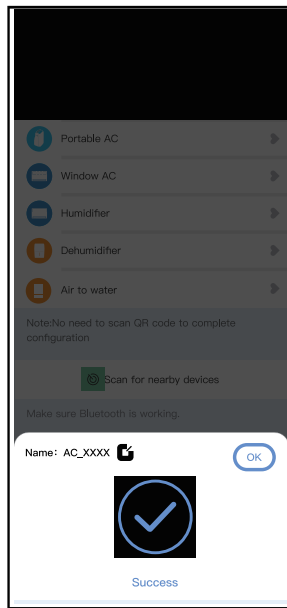 Portable AC
Window AC
Humidifier
Dehumidifier
Air to water
Note:No need to scan QR code to complete
configuration
Scan for nearby devices
Make sure Bluetooth is working.
Name: AC_XXXX
OK
Success